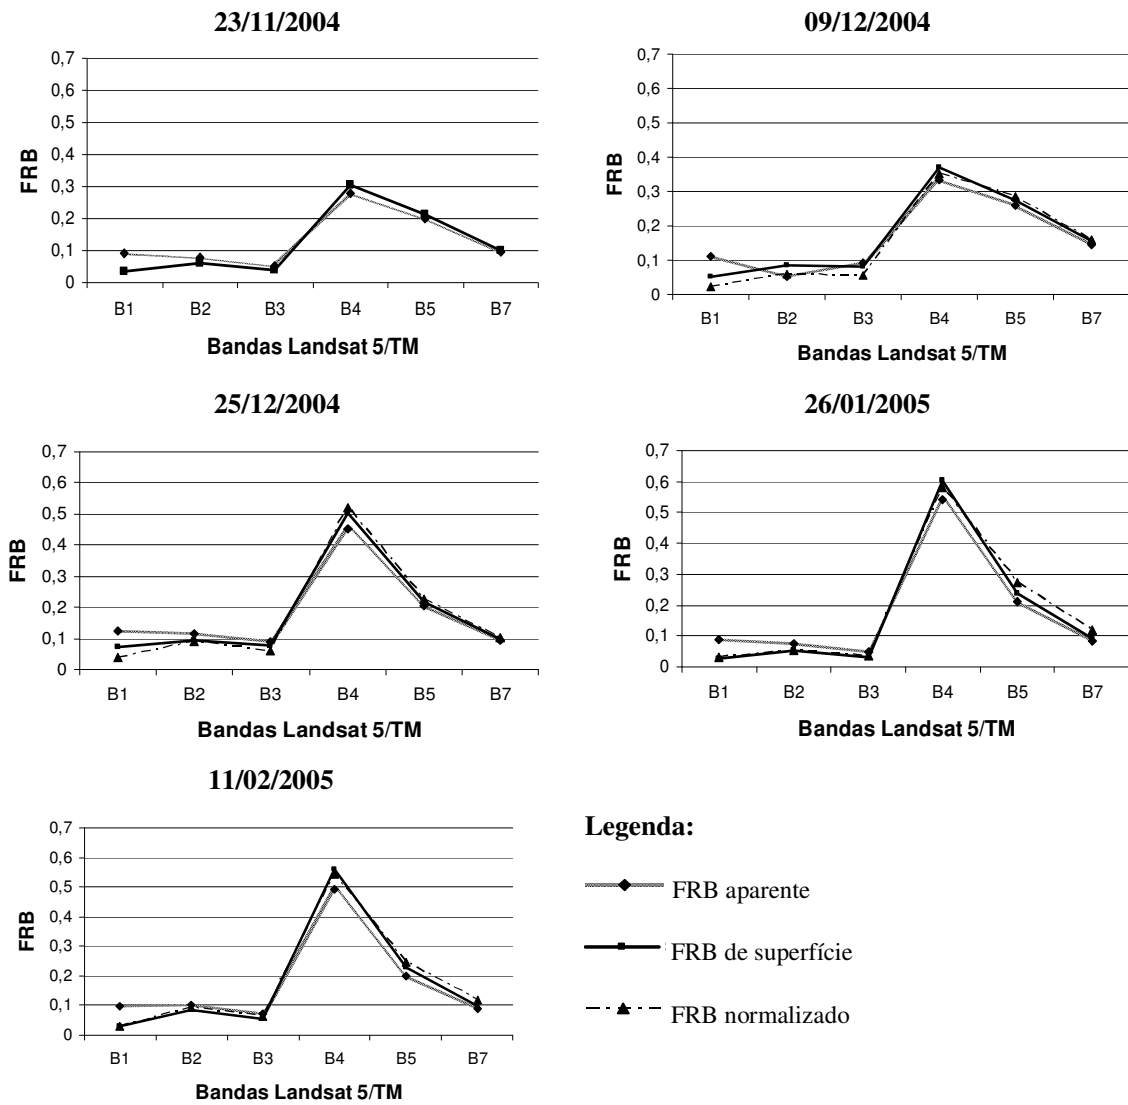 23/11/2004
0,7
0,6
0,5
0,4
0,3
0,2
0,1
0
FRB
B1 B2 B3 B4 B5 B7
Bandas Landsat 5/TM
09/12/2004
0,7
0,6
0,5
0,4
0,3
0,2
0,1
0
FRB
B1 B2 B3 B4 B5 B7
Bandas Landsat 5/TM
25/12/2004
0,7
0,6
0,5
0,4
0,3
0,2
0,1
0
FRB
B1 B2 B3 B4 B5 B7
Bandas Landsat 5/TM
26/01/2005
0,7
0,6
0,5
0,4
0,3
0,2
0,1
0
FRB
B1 B2 B3 B4 B5 B7
Bandas Landsat 5/TM
11/02/2005
0,7
0,6
0,5
0,4
0,3
0,2
0,1
0
FRB
B1 B2 B3 B4 B5 B7
Bandas Landsat 5/TM
Legenda:
FRB aparente
FRB de superfície
FRB normalizado